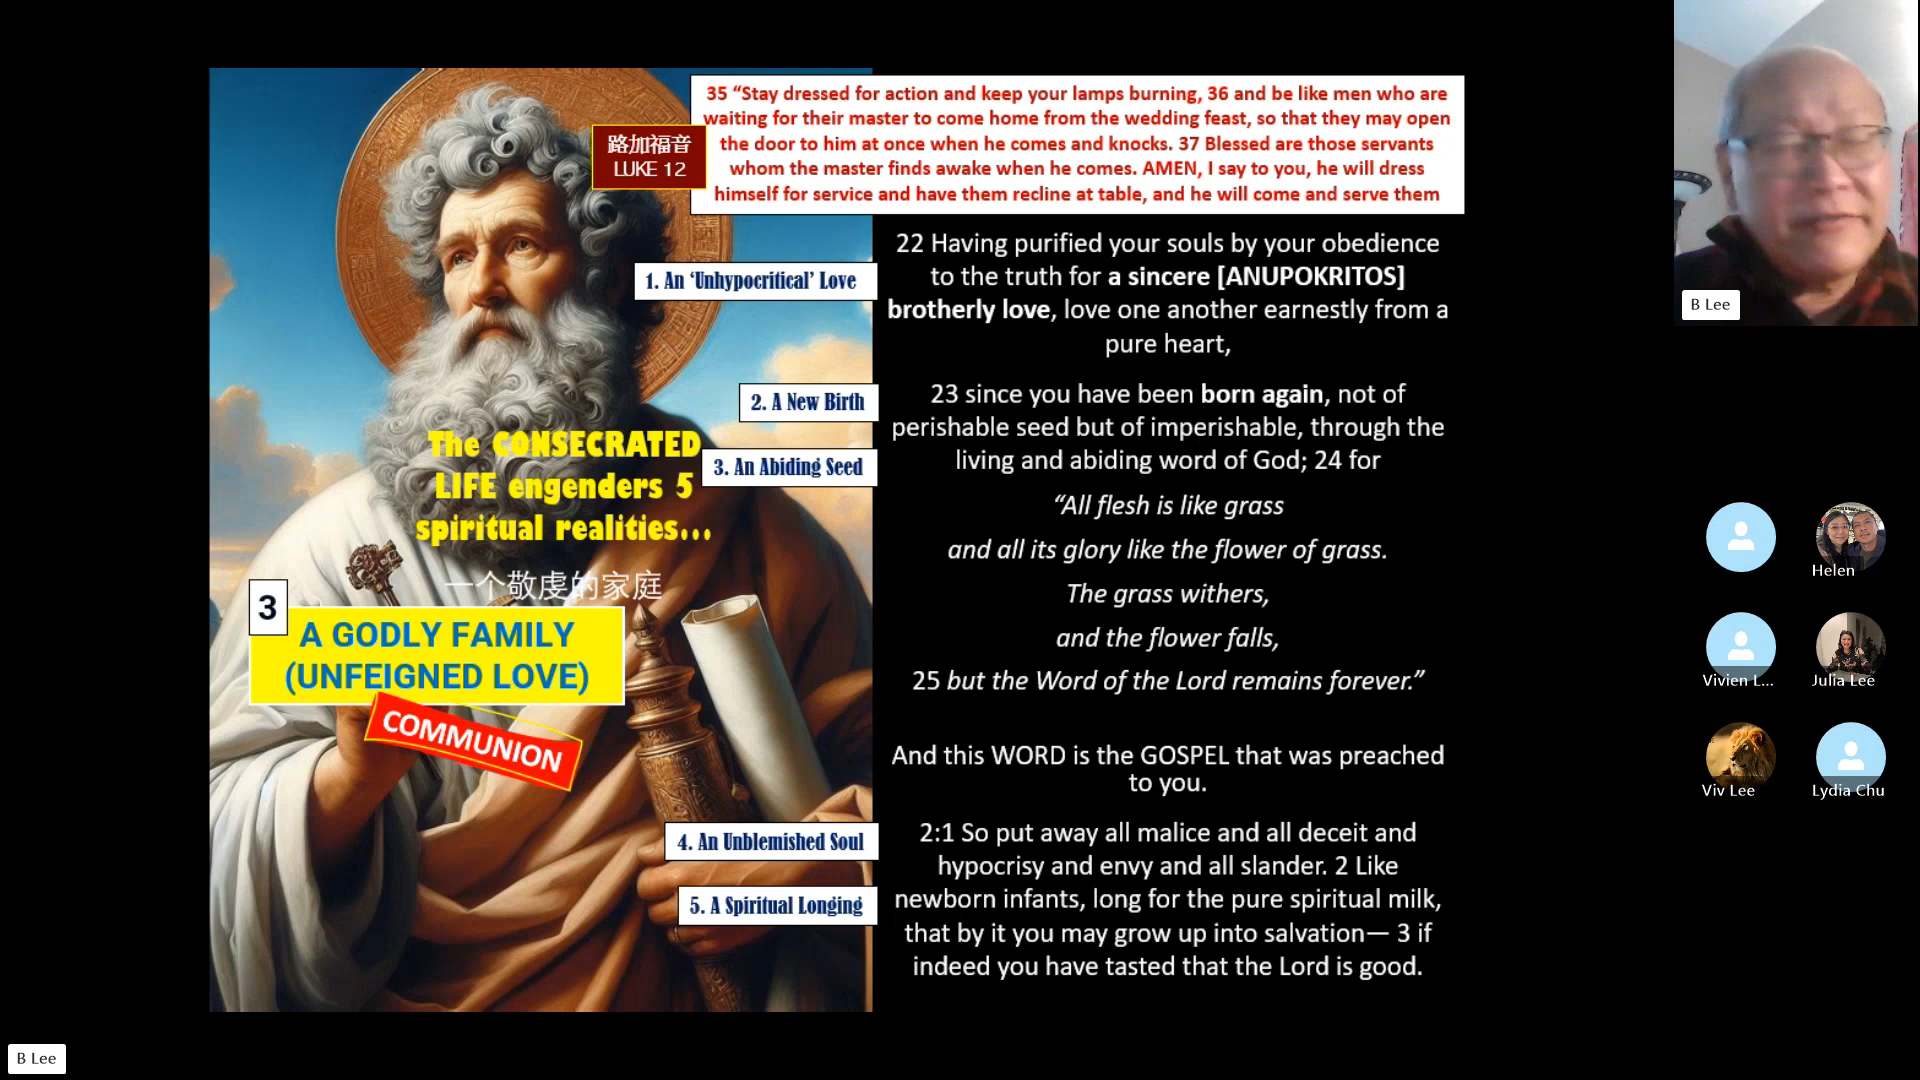 35 “Stay dressed for action and keep your lamps burning, 36 and be like men who are
waiting for their master to come home from the wedding feast, so that they may open
the door to him at once when he comes and knocks. 37 Blessed are those servants
whom the master finds awake when he comes. AMEN, I say to you, he will dress
himself for service and have them recline at table, and he will come and serve them
路加福音
LUKE 12
The CONSECRATED
LIFE engenders 5
spiritual realities...
一个敬虔的家庭
3
A GODLY FAMILY
(UNFEIGNED LOVE)
COMMUNION
1. An ‘Unhypocritical’ Love
22 Having purified your souls by your obedience
to the truth for a sincere [ANUPOKRITOS]
brotherly love, love one another earnestly from a
pure heart,
2. A New Birth
23 since you have been born again, not of
perishable seed but of imperishable, through the
living and abiding word of God; 24 for
3. An Abiding Seed
“All flesh is like grass
and all its glory like the flower of grass.
The grass withers,
and the flower falls,
25 but the Word of the Lord remains forever.”
And this WORD is the GOSPEL that was preached
to you.
4. An Unblemished Soul
2:1 So put away all malice and all deceit and
hypocrisy and envy and all slander. 2 Like
newborn infants, long for the pure spiritual milk,
that by it you may grow up into salvation— 3 if
indeed you have tasted that the Lord is good.
5. A Spiritual Longing
B Lee
Helen
Vivien L...
Julia Lee
Viv Lee
Lydia Chu
B Lee